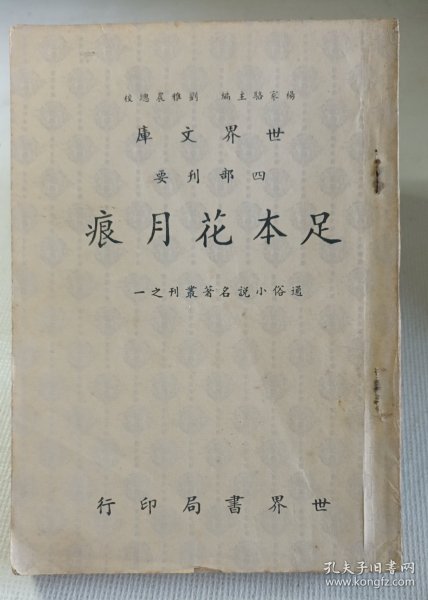 楊家駱主編 劉雅農總校
世界文庫
四部刊要
足本花月痕
通俗小說名著叢刊之一
世界書局印行
孔夫子旧书网
www.kongfz.com